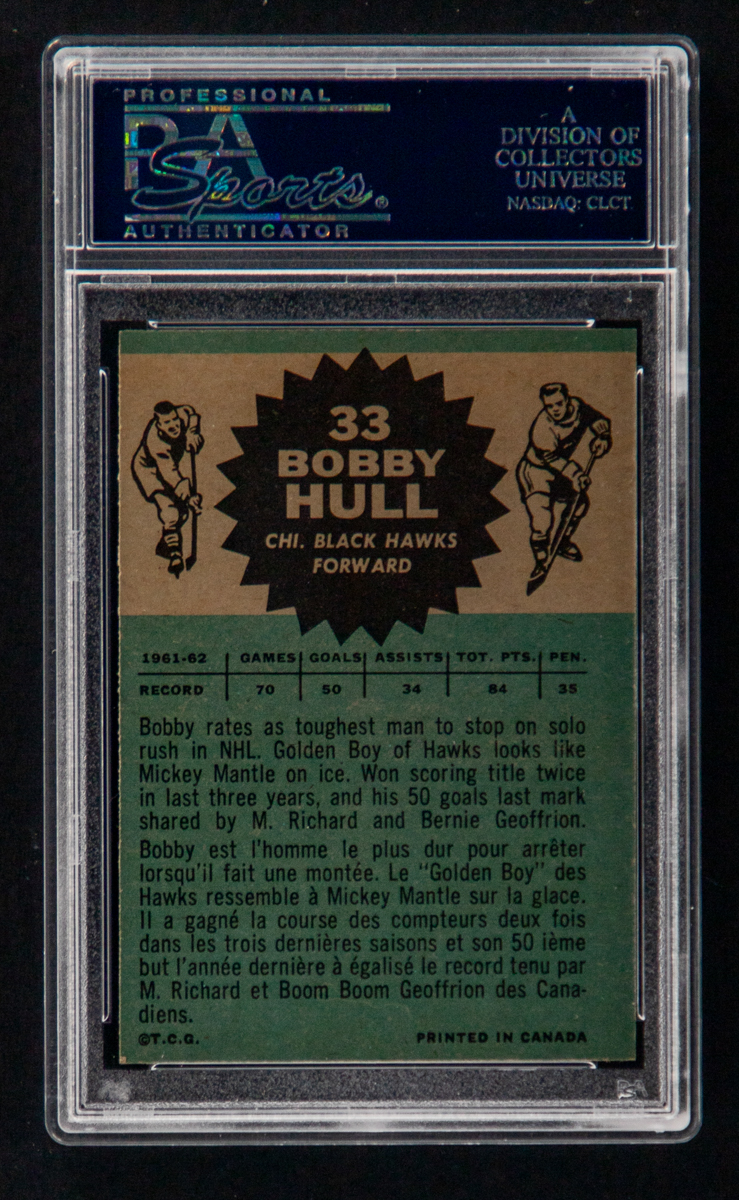 PROFESSIONAL
PSA
Sports®
AUTHENTICATOR
A
DIVISION OF
COLLECTORS
UNIVERSE
NASDAQ: CLCT
33
BOBBY
HULL
CHI. BLACK HAWKS
FORWARD
1961-62 GAMES GOALS ASSISTS TOT. PTS. PEN.
RECORD 70 50 34 84 35
Bobby rates as toughest man to stop on solo
rush in NHL. Golden Boy of Hawks looks like
Mickey Mantle on ice. Won scoring title twice
in last three years, and his 50 goals last mark
shared by M. Richard and Bernie Geoffrion.
Bobby est l'homme le plus dur pour arrêter
lorsqu'il fait une montée. Le "Golden Boy" des
Hawks ressemble à Mickey Mantle sur la glace.
Il a gagné la course des compteurs deux fois
dans les trois dernières saisons et son 50 ième
but l'année dernière à égalisé le record tenu par
M. Richard et Boom Boom Geoffrion des Cana-
diens.
©T.C.G. PRINTED IN CANADA
PSA